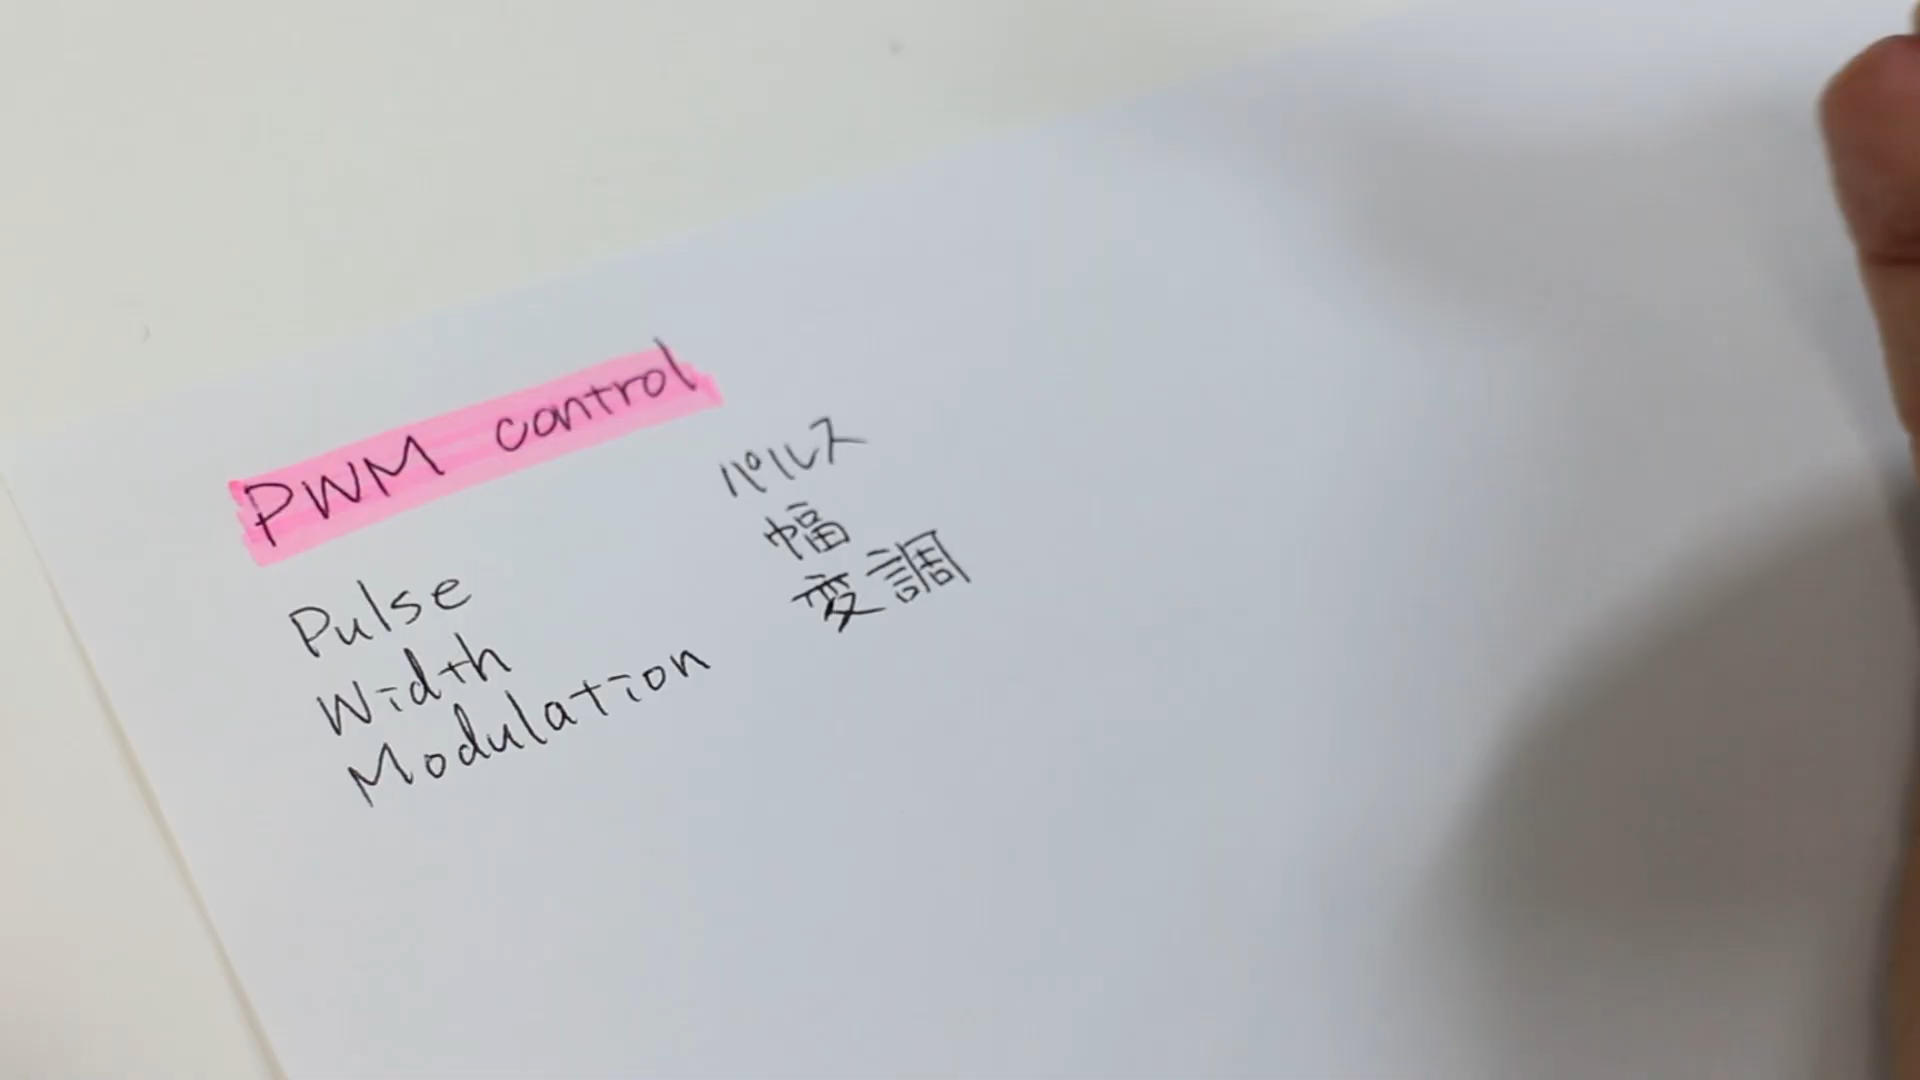 PWM control
Pulse
Width
Modulation
パルス
幅
変調